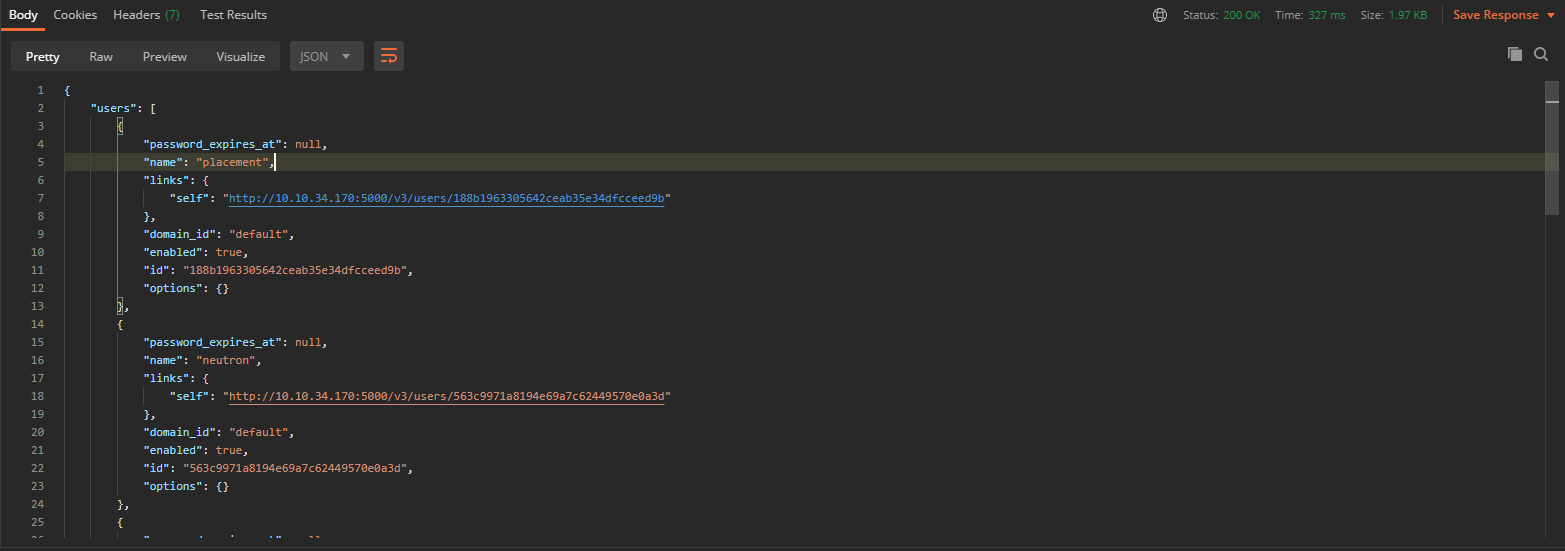 Body Cookies Headers (7) Test Results Status: 200 OK Time: 327 ms Size: 1.97 KB Save Response
Pretty Raw Preview Visualize JSON
1 {
2 "users": [
3 {
4 "password_expires_at": null,
5 "name": "placement",
6 "links": {
7 "self": "http://10.10.34.170:5000/v3/users/188b1963305642ceab35e34dfcceed9b"
8 },
9 "domain_id": "default",
10 "enabled": true,
11 "id": "188b1963305642ceab35e34dfcceed9b",
12 "options": {}
13 },
14 {
15 "password_expires_at": null,
16 "name": "neutron",
17 "links": {
18 "self": "http://10.10.34.170:5000/v3/users/563c9971a8194e69a7c62449570e0a3d"
19 },
20 "domain_id": "default",
21 "enabled": true,
22 "id": "563c9971a8194e69a7c62449570e0a3d",
23 "options": {}
24 },
25 {